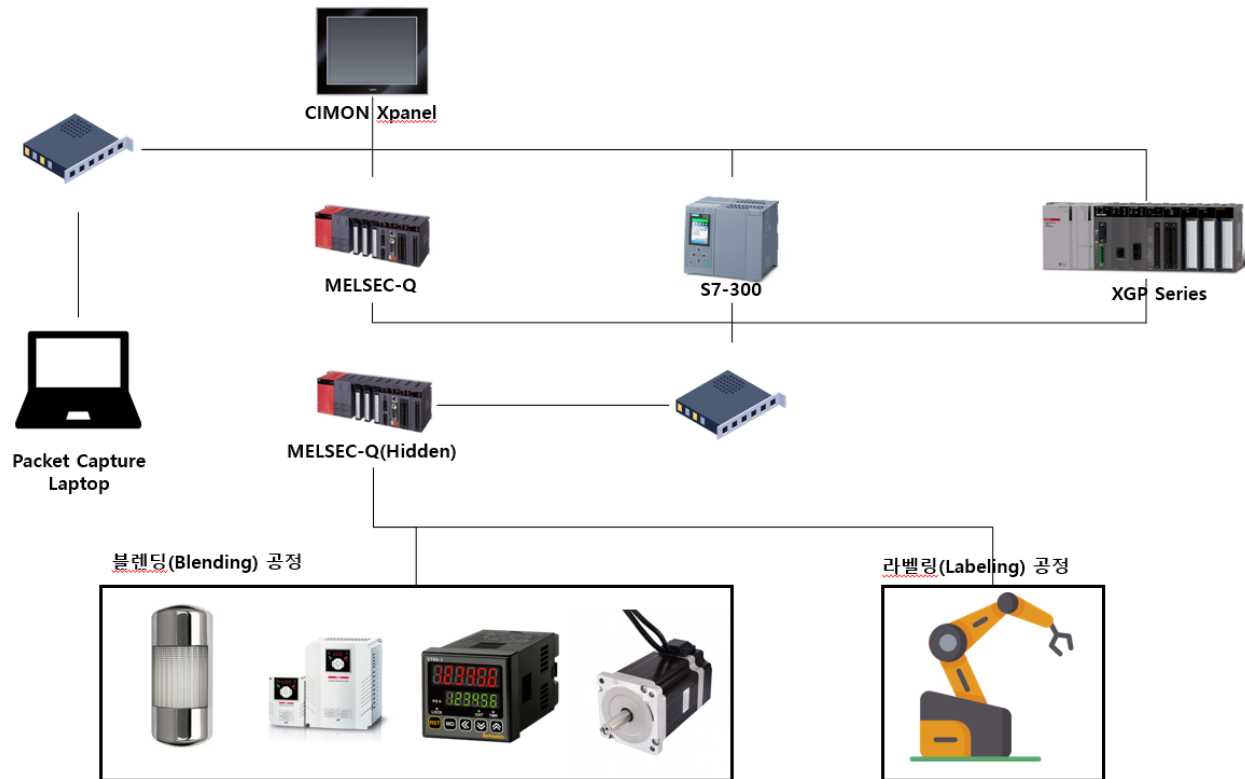 CIMON Xpanel
MELSEC-Q
S7-300
XGP Series
MELSEC-Q(Hidden)
Packet Capture
Laptop
블렌딩(Blending) 공정
라벨링(Labeling) 공정